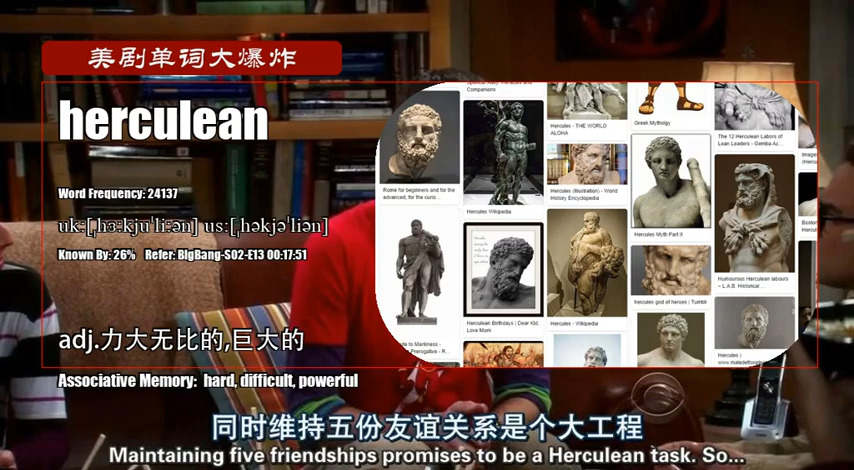 美剧单词大爆炸
herculean
Word Frequency: 24137
uk:[ˌhɜːkjuˈliːən] us:[ˌhəkjəˈliən]
Known By: 26% Refer: BigBang-S02-E13 00:17:51
adj.力大无比的,巨大的
Associative Memory: hard, difficult, powerful
Companions
Rome for beginners and for the
advanced, for the curio...
Prerogative - R...
Hercules Wikipedia
Herculean Birthdays | Dear Kid,
Love Mom
Hercules - THE WORLD
ALOHA
Hercules (Illustration) - World
History Encyclopedia
Hercules - Wikipedia
Greek Mythology
Hercules Myth Part II
hercules god of heroes | Tumblr
The 12 Herculean Labors of
Lean Leaders - Gemba Ac...
Humourous Herculean labours
– L.A.B. Historical ...
Hercules |
同时维持五份友谊关系是个大工程
Maintaining five friendships promises to be a Herculean task. So...